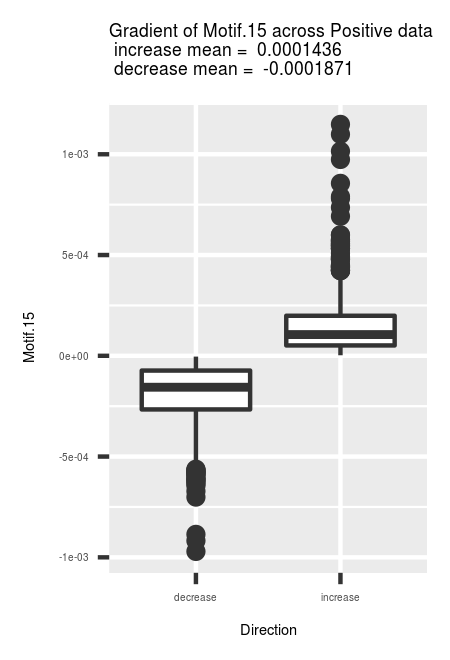 Gradient of Motif.15 across Positive data
increase mean =  0.0001436
decrease mean =  -0.0001871
1e-03
5e-04
0e+00
-5e-04
-1e-03
Motif.15
decrease
increase
Direction